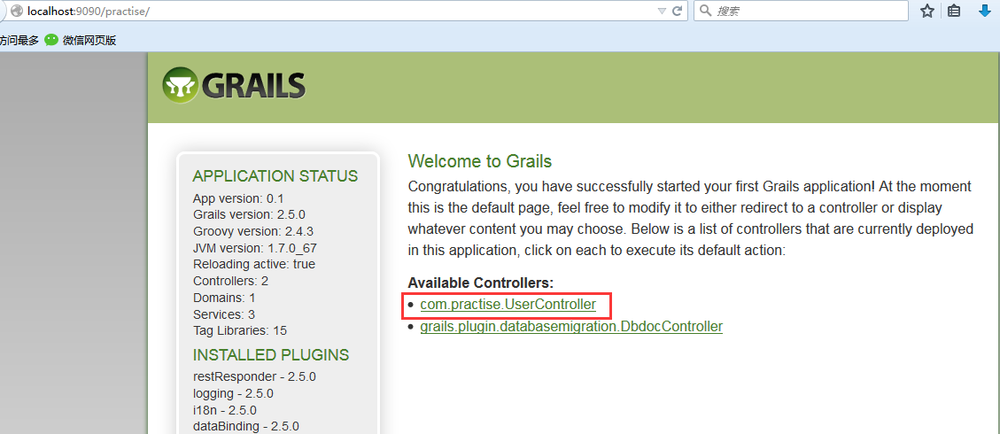 localhost:9090/practise/
搜索
访问最多
微信网页版
GRAILS
APPLICATION STATUS
App version: 0.1
Grails version: 2.5.0
Groovy version: 2.4.3
JVM version: 1.7.0_67
Reloading active: true
Controllers: 2
Domains: 1
Services: 3
Tag Libraries: 15
INSTALLED PLUGINS
restResponder - 2.5.0
logging - 2.5.0
i18n - 2.5.0
dataBinding - 2.5.0
Welcome to Grails
Congratulations, you have successfully started your first Grails application! At the moment
this is the default page, feel free to modify it to either redirect to a controller or display
whatever content you may choose. Below is a list of controllers that are currently deployed
in this application, click on each to execute its default action:
Available Controllers:
• com.practise.UserController
• grails.plugin.databasemigration.DbdocController